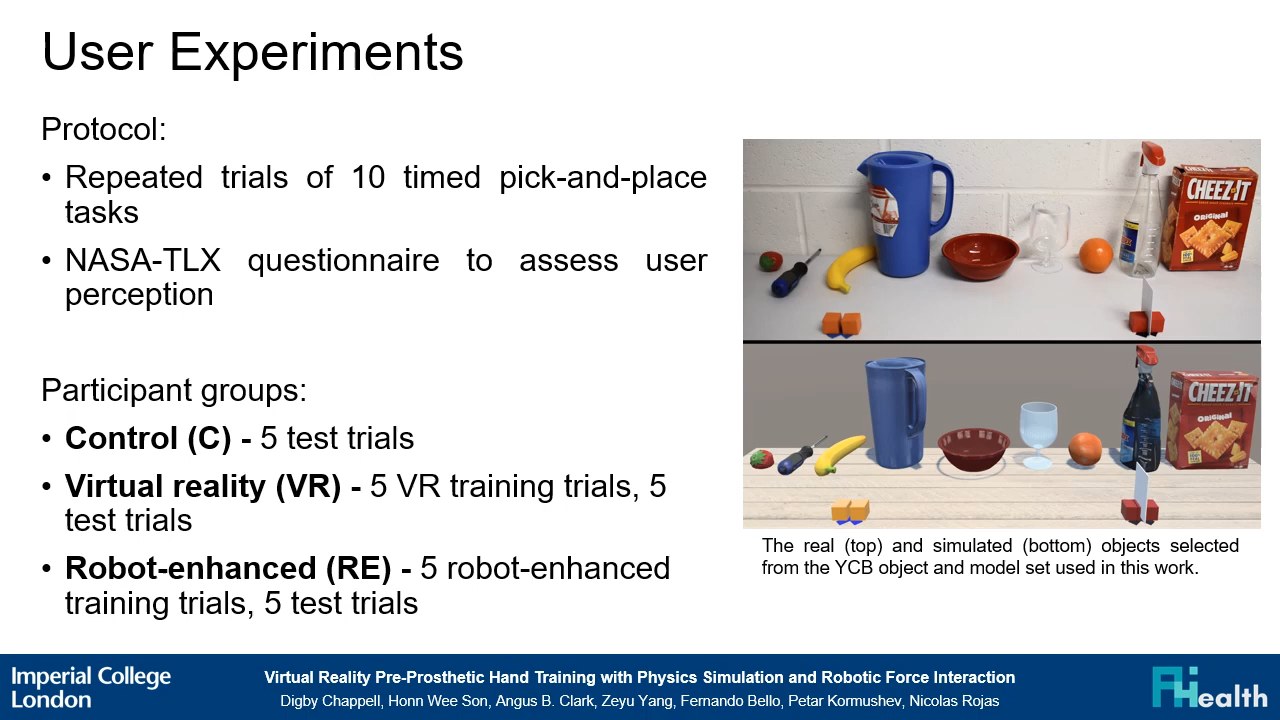 User Experiments
Protocol:
• Repeated trials of 10 timed pick-and-place
tasks
• NASA-TLX questionnaire to assess user
perception
Participant groups:
• Control (C) - 5 test trials
• Virtual reality (VR) - 5 VR training trials, 5
test trials
• Robot-enhanced (RE) - 5 robot-enhanced
training trials, 5 test trials
CHEEZ-IT
ORIGINAL
CHEEZ-IT
ORIGINAL
The real (top) and simulated (bottom) objects selected
from the YCB object and model set used in this work.
Imperial College
London
Virtual Reality Pre-Prosthetic Hand Training with Physics Simulation and Robotic Force Interaction
Digby Chappell, Honn Wee Son, Angus B. Clark, Zeyu Yang, Fernando Bello, Petar Kormushev, Nicolas Rojas
FiHealth